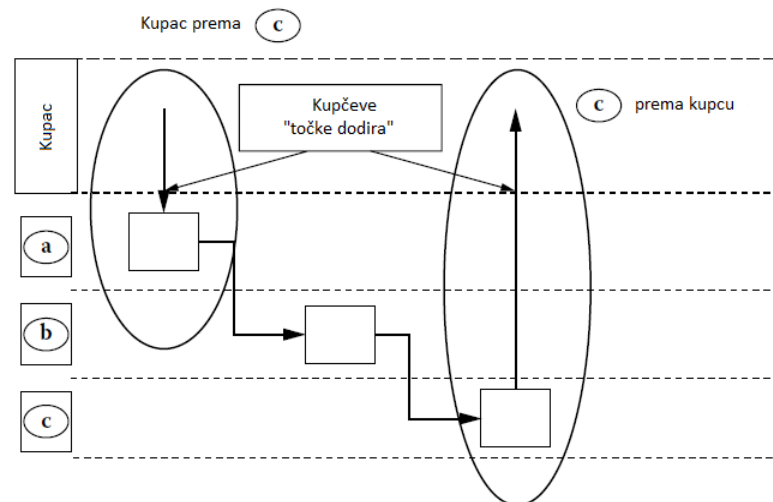 Kupac prema c
Kupac
Kupčeve
"točke dodira"
c prema kupcu
a
b
c